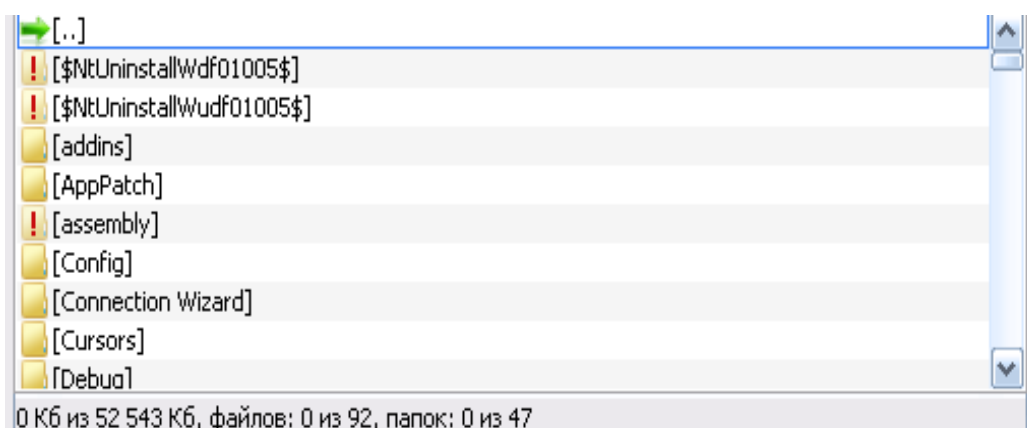 [..]
[$NtUninstallWdf01005$]
[$NtUninstallWudf01005$]
[addins]
[AppPatch]
[assembly]
[Config]
[Connection Wizard]
[Cursors]
[Debug]
0 Кб из 52 543 Кб, файлов: 0 из 92, папок: 0 из 47